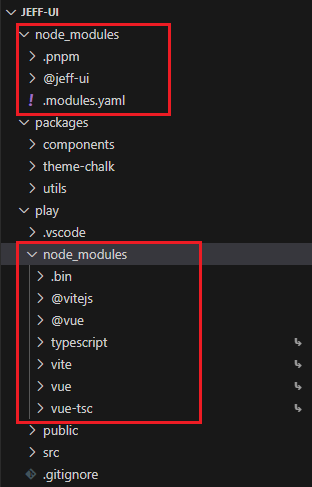 JEFF-UI
node_modules
.pnpm
@jeff-ui
! .modules.yaml
packages
components
theme-chalk
utils
play
.vscode
node_modules
.bin
@vitejs
@vue
typescript
vite
vue
vue-tsc
public
src
.gitignore